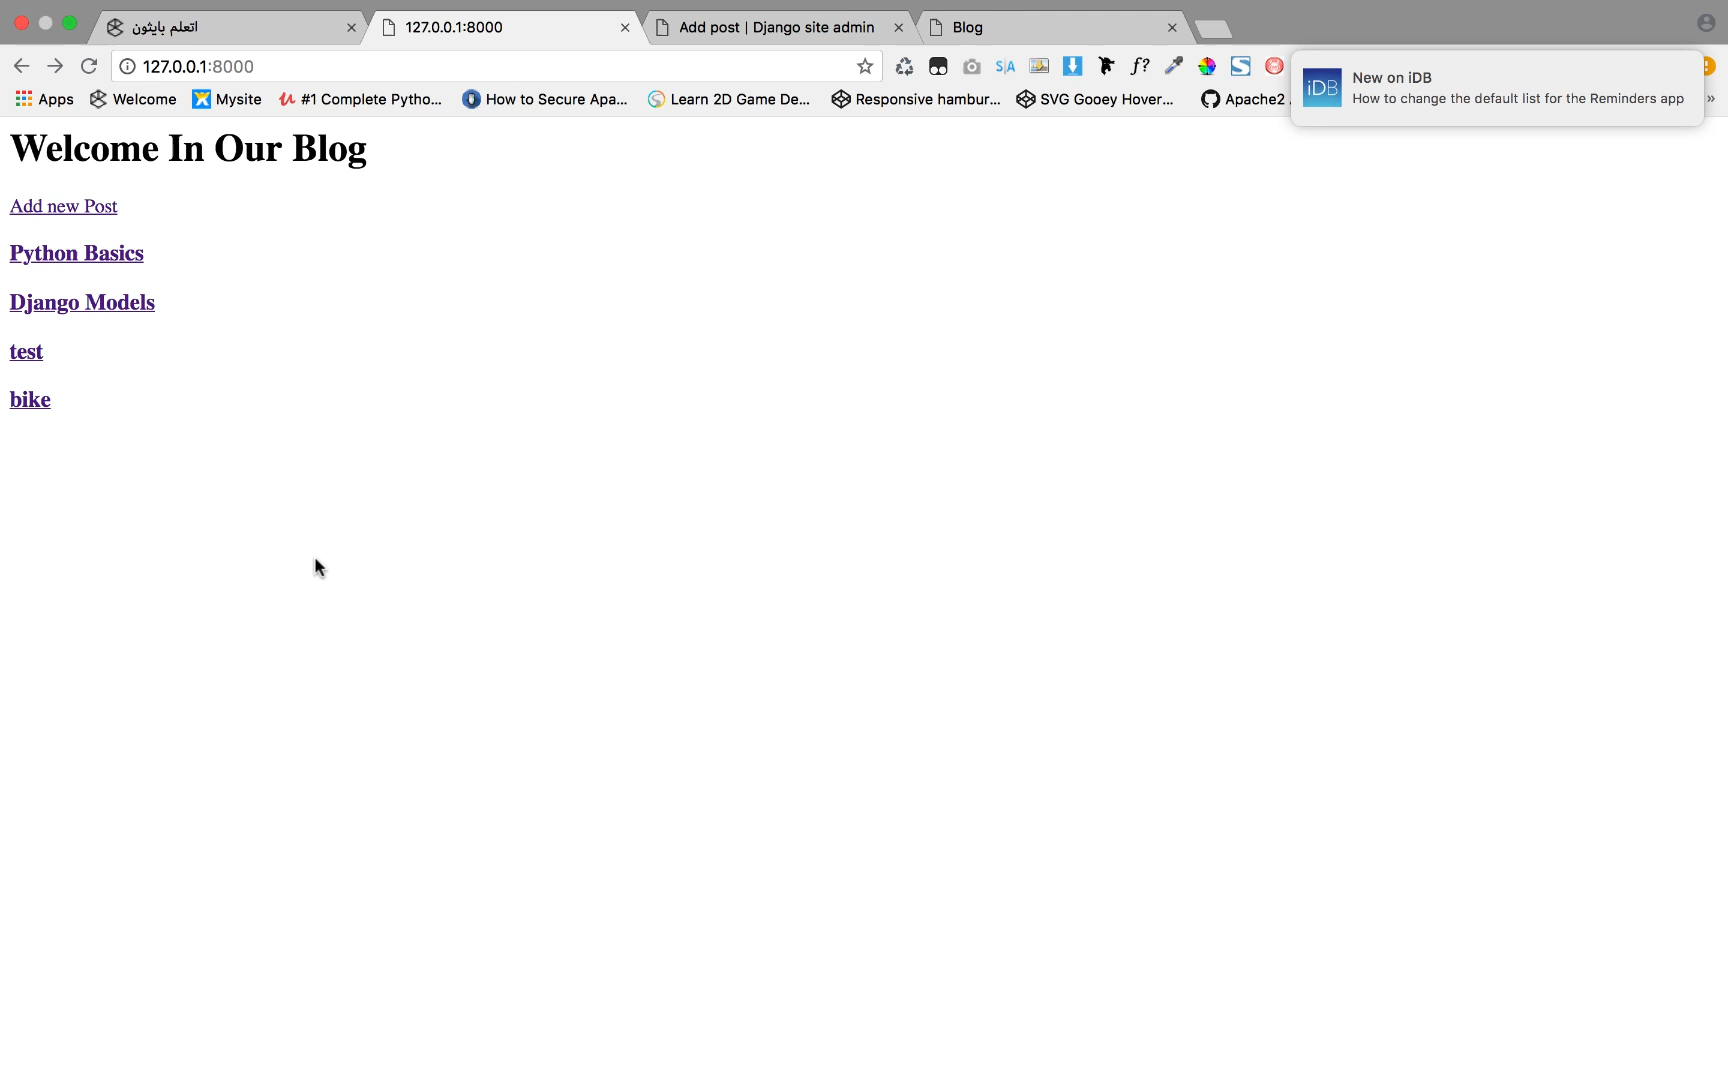 اتعلم بايثون
127.0.0.1:8000
Add post | Django site admin
Blog
127.0.0.1:8000
S|A
f?
iDB
New on iDB
How to change the default list for the Reminders app
Apps
Welcome
Mysite
#1 Complete Pytho...
How to Secure Apa...
Learn 2D Game De...
Responsive hambur...
SVG Gooey Hover...
Apache2
»
Welcome In Our Blog
Add new Post
Python Basics
Django Models
test
bike